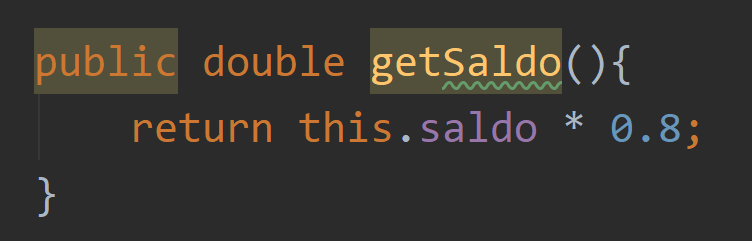 public double getSaldo(){
    return this.saldo * 0.8;
}